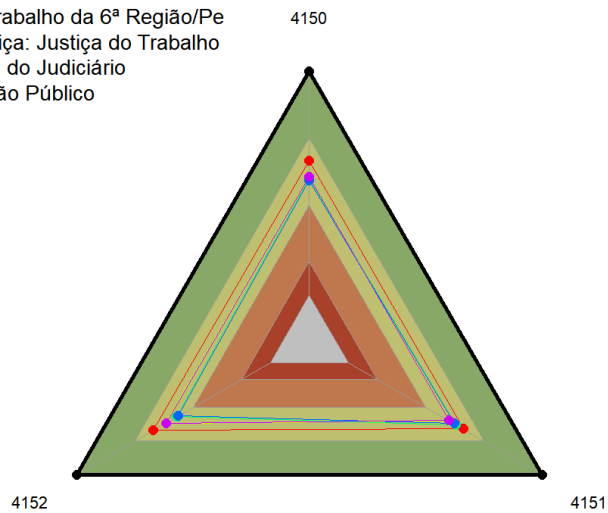 rabalho da 6ª Região/Pe
iça: Justiça do Trabalho
do Judiciário
ão Público
4150
4152
4151